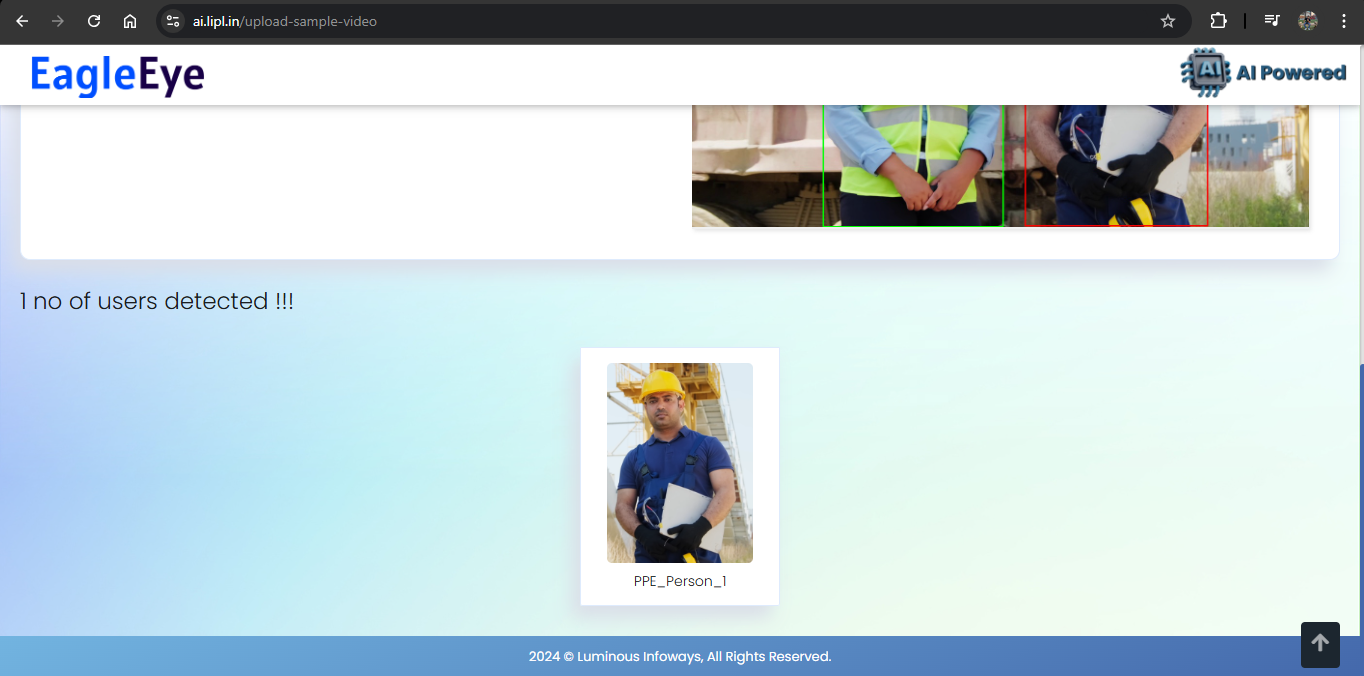 ai.lipl.in/upload-sample-video
EagleEye
AI AI Powered
1 no of users detected !!!
PPE_Person_1
2024 © Luminous Infoways, All Rights Reserved.